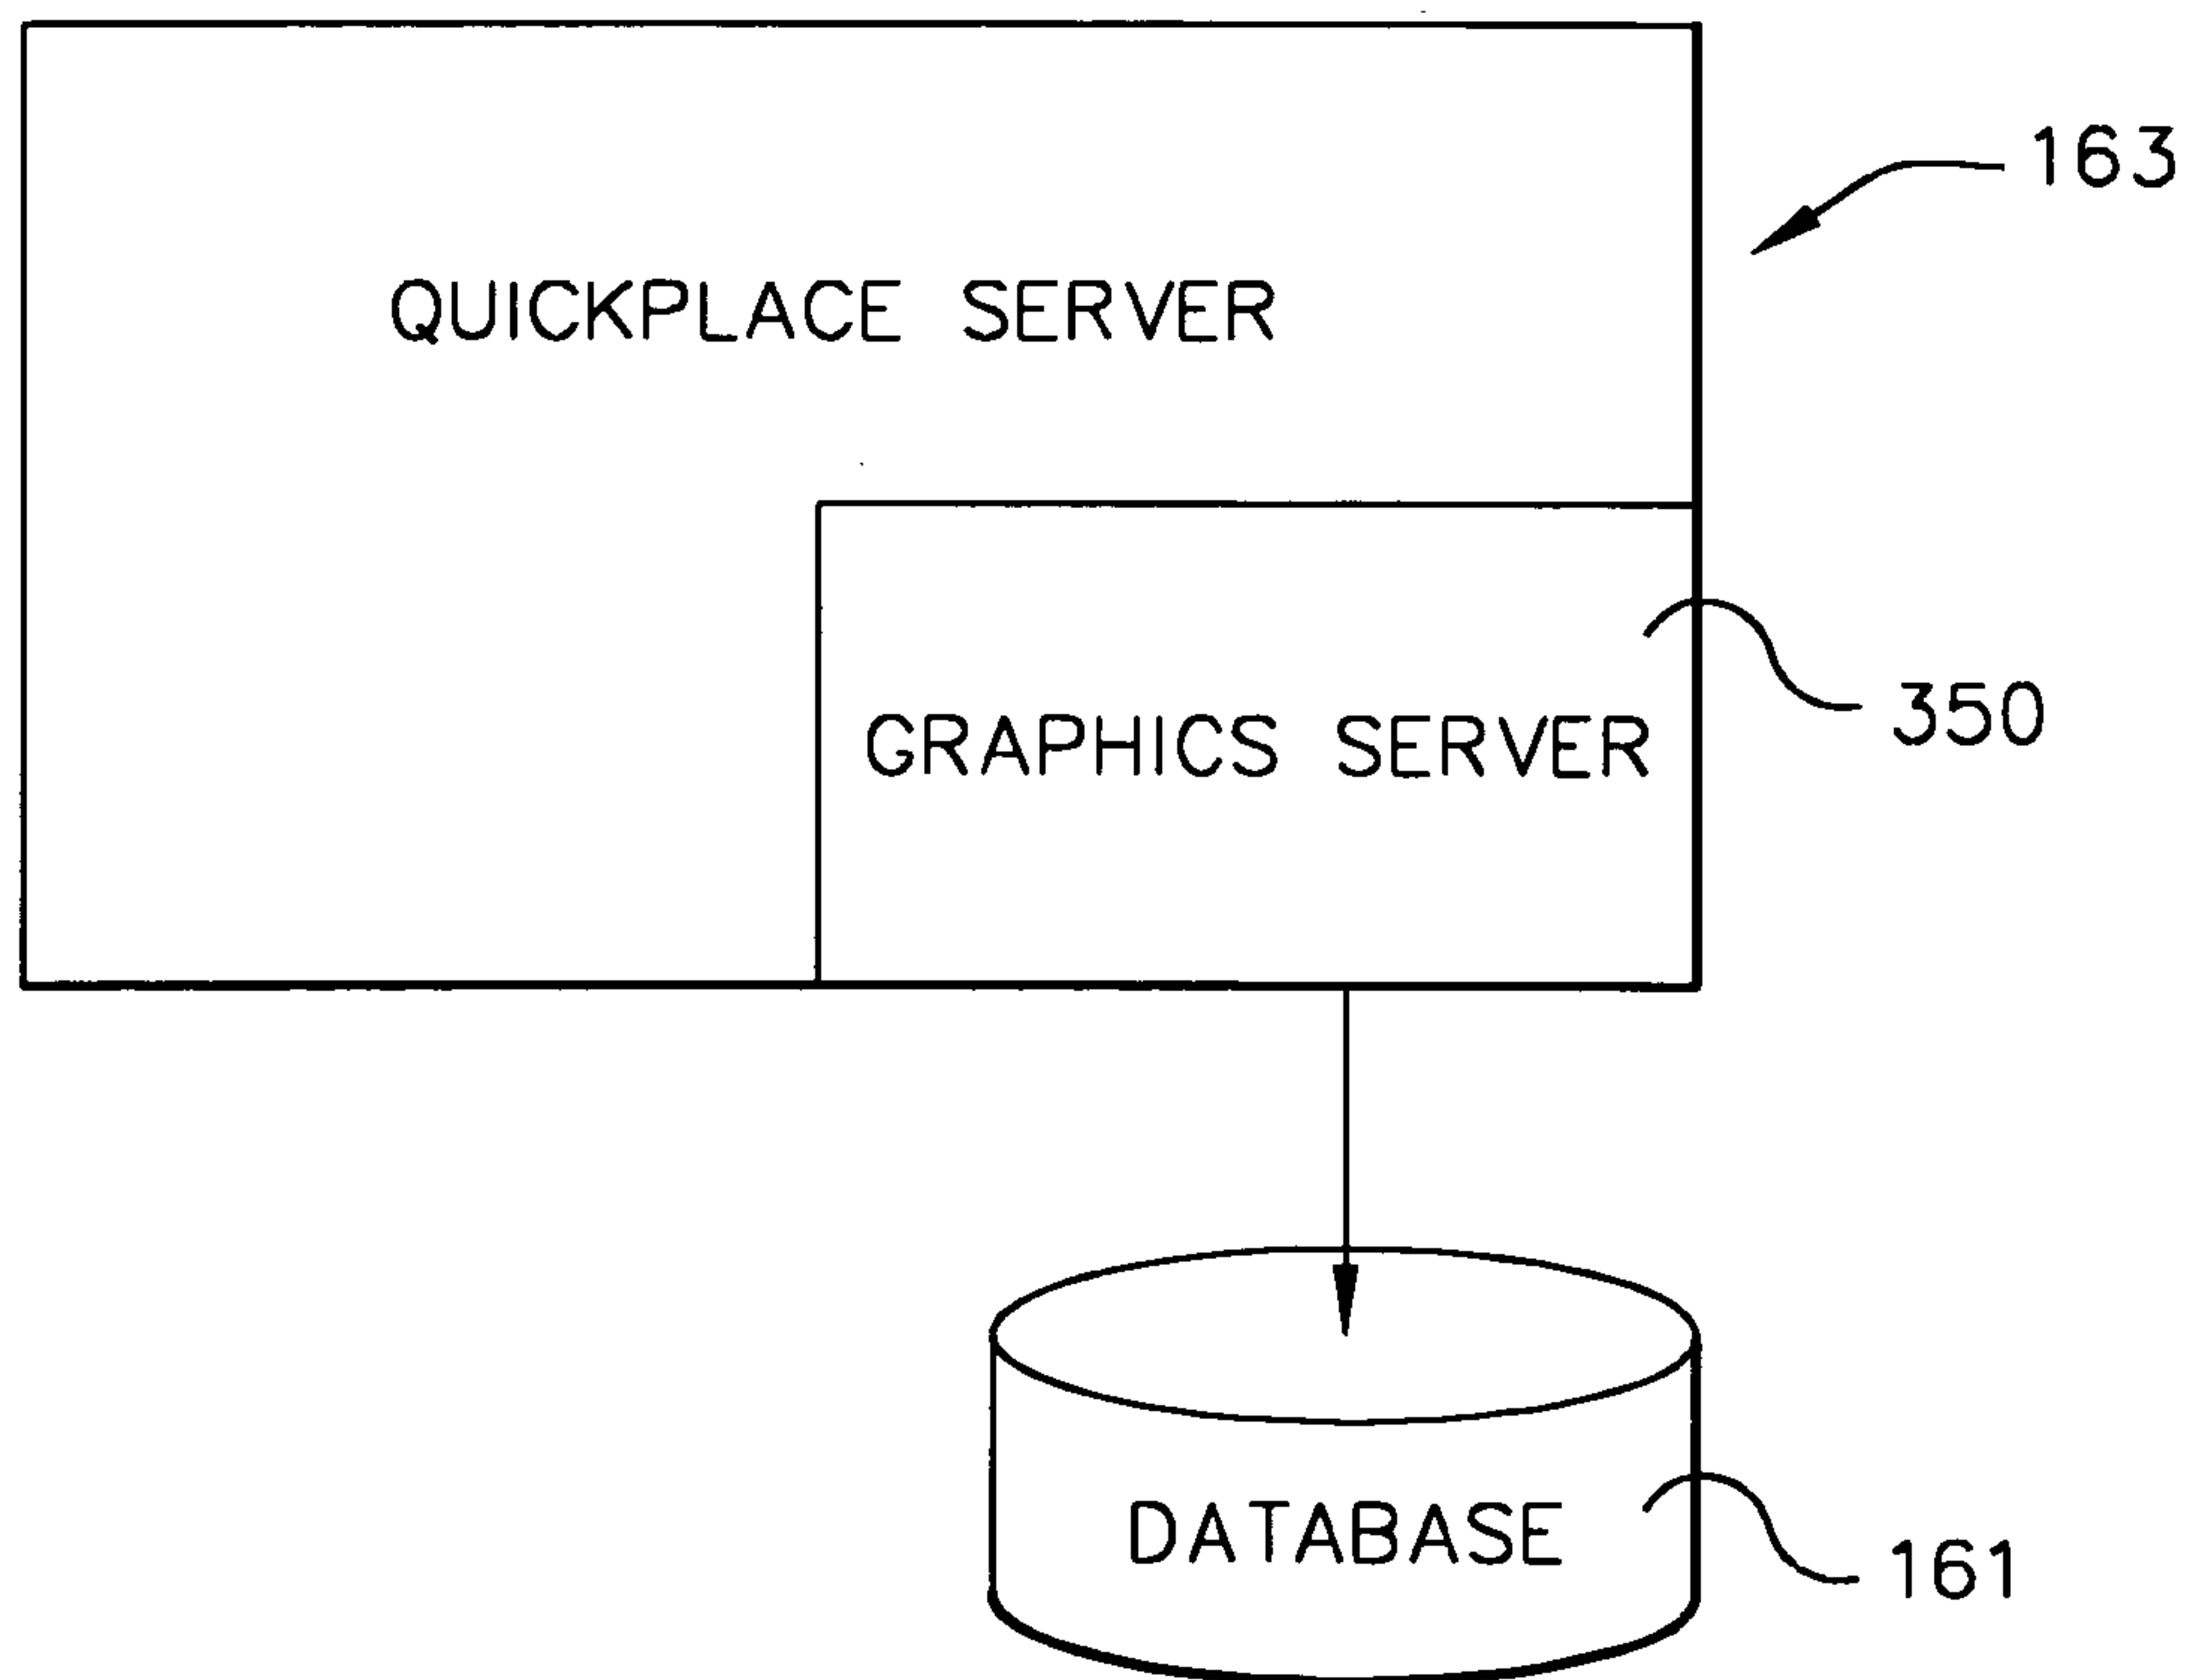 163
QUICKPLACE SERVER
350
GRAPHICS SERVER
DATABASE
161